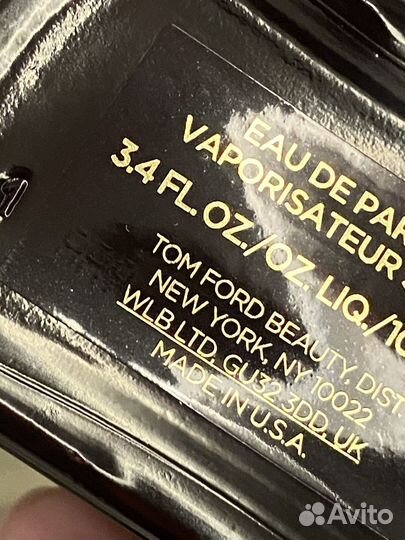 EAU DE PAR
VAPORISATEUR
3.4 FL. OZ./OZ. LIQ./10
TOM FORD BEAUTY, DIST.
NEW YORK, NY 10022
WLB LTD, GU32 3DD, UK
MADE IN U.S.A.
Avito